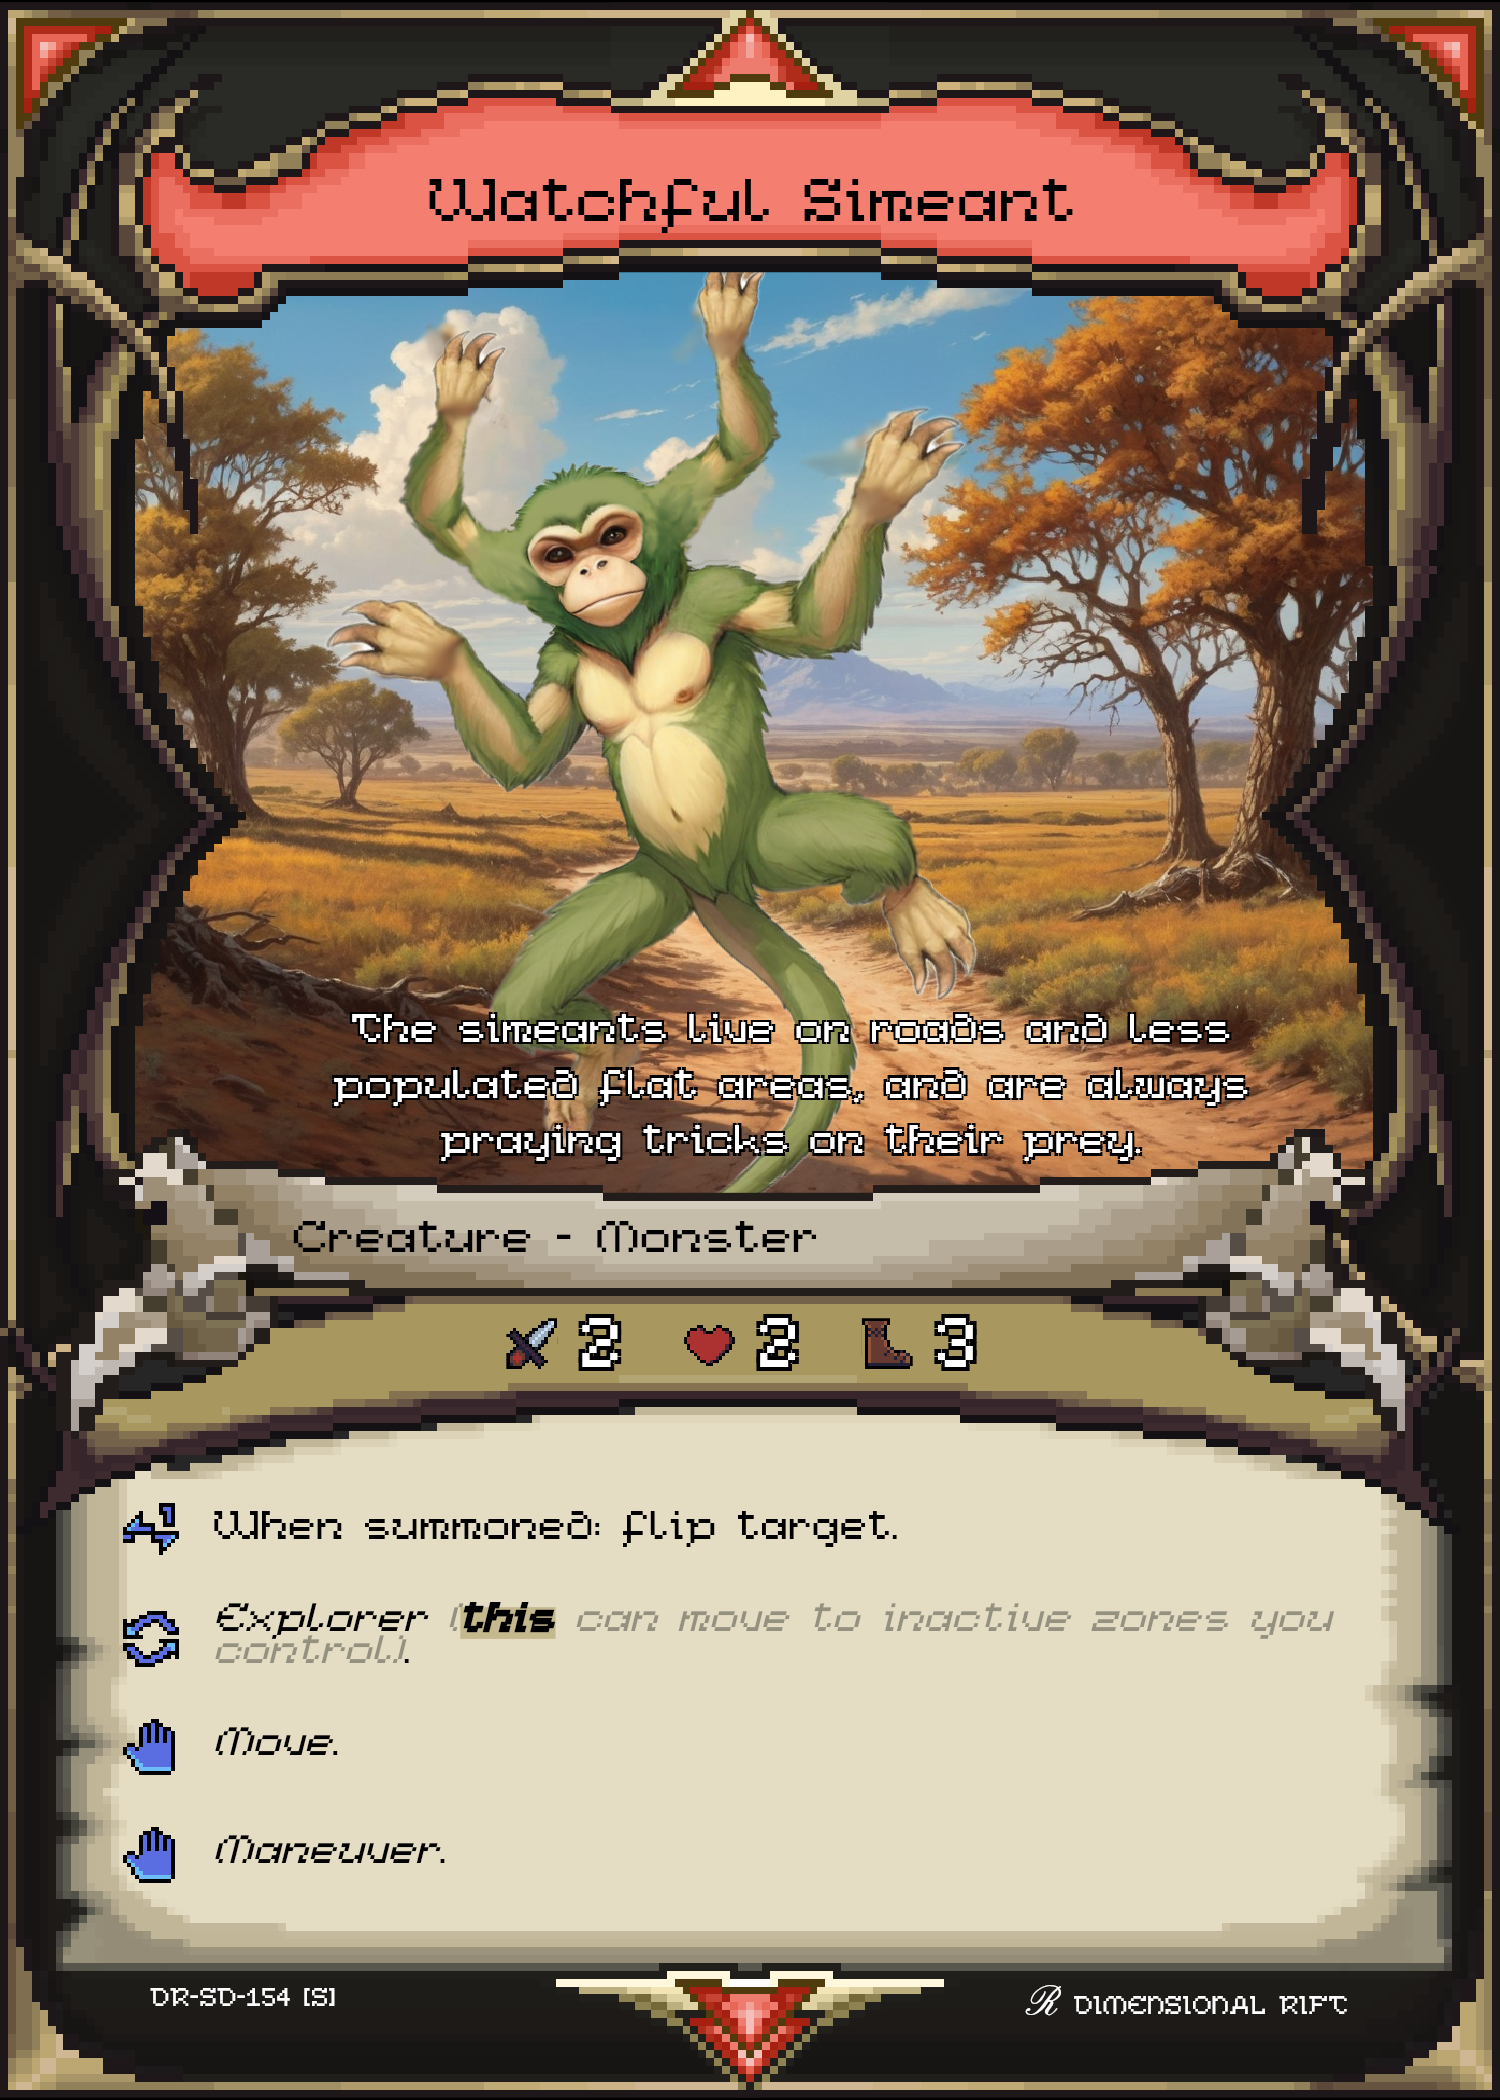 Watchful Simeant
The simeants live on roads and less
populated flat areas, and are always
praying tricks on their prey.
Creature - Monster
2 2 3
When summoned: flip target.
Explorer (this can move to inactive zones you
control).
Move.
Maneuver.
DR-SD-154 [S]
ℛ DIMENSIONAL RIFT